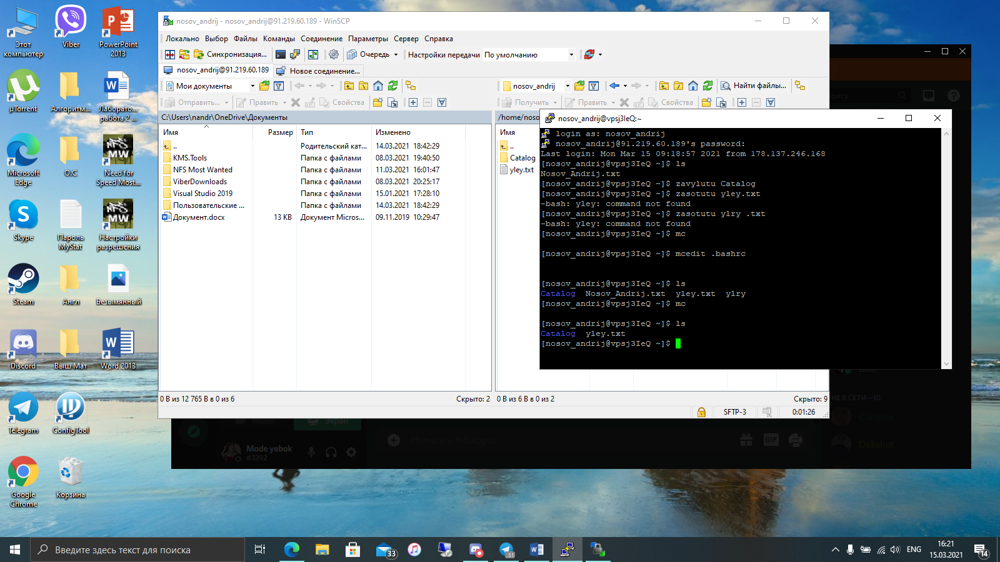 Этот компьютер
Viber
PowerPoint 2013
µTorrent
Алгоритм...
Лаборато... работа 2 ...
Microsoft Edge
О.С
Need for Speed Most...
Skype
Пароль MyStat
Настройки разрешения
Steam
Англ
Безымянный
Discord
Выш Мат
Word 2013
Telegram
ConfigTool
Google Chrome
Корзина
nosov_andrij - nosov_andrij@91.219.60.189 - WinSCP
Локально Выбор Файлы Команды Соединение Параметры Сервер Справка
Синхронизация... Очередь Настройки передачи По умолчанию
nosov_andrij@91.219.60.189 Новое соединение...
Мои документы
nosov_andrij Найти файлы...
Отправить... Править Свойства
Получить Править Свойства
C:\Users\nandr\OneDrive\Документы
/home/noso
Имя Размер Тип Изменено
.. Родительский кат... 14.03.2021 18:42:29
KMS.Tools Папка с файлами 08.03.2021 19:40:50
NFS Most Wanted Папка с файлами 11.03.2021 16:01:47
ViberDownloads Папка с файлами 08.03.2021 20:25:17
Visual Studio 2019 Папка с файлами 15.01.2021 17:28:10
Пользовательские ... Папка с файлами 14.03.2021 18:42:29
Документ.docx 13 KB Документ Micros... 09.11.2019 10:29:47
Имя
..
Catalog
yley.txt
0 B из 12 765 B в 0 из 6 Скрыто: 2
0 B из 6 B в 0 из 2 Скрыто: 9
SFTP-3 0:01:26
nosov_andrij@vpsj3IeQ:~
login as: nosov_andrij
nosov_andrij@91.219.60.189's password:
Last login: Mon Mar 15 09:18:57 2021 from 178.137.246.168
[nosov_andrij@vpsj3IeQ ~]$ ls
Nosov_Andrij.txt
[nosov_andrij@vpsj3IeQ ~]$ zavylutu Catalog
[nosov_andrij@vpsj3IeQ ~]$ zasotutu yley.txt
-bash: yley: command not found
[nosov_andrij@vpsj3IeQ ~]$ zasotutu ylry .txt
-bash: yley: command not found
[nosov_andrij@vpsj3IeQ ~]$ mc
[nosov_andrij@vpsj3IeQ ~]$ mcedit .bashrc
[nosov_andrij@vpsj3IeQ ~]$ ls
Catalog Nosov_Andrij.txt yley.txt ylry
[nosov_andrij@vpsj3IeQ ~]$ mc
[nosov_andrij@vpsj3IeQ ~]$ ls
Catalog yley.txt
[nosov_andrij@vpsj3IeQ ~]$
НЕ В СЕТИ—10
Dekshut
Видео Экран
Написать #dialogue
GIF
Mode yebok
#3392
Введите здесь текст для поиска
33
51
ENG
16:21
15.03.2021
14